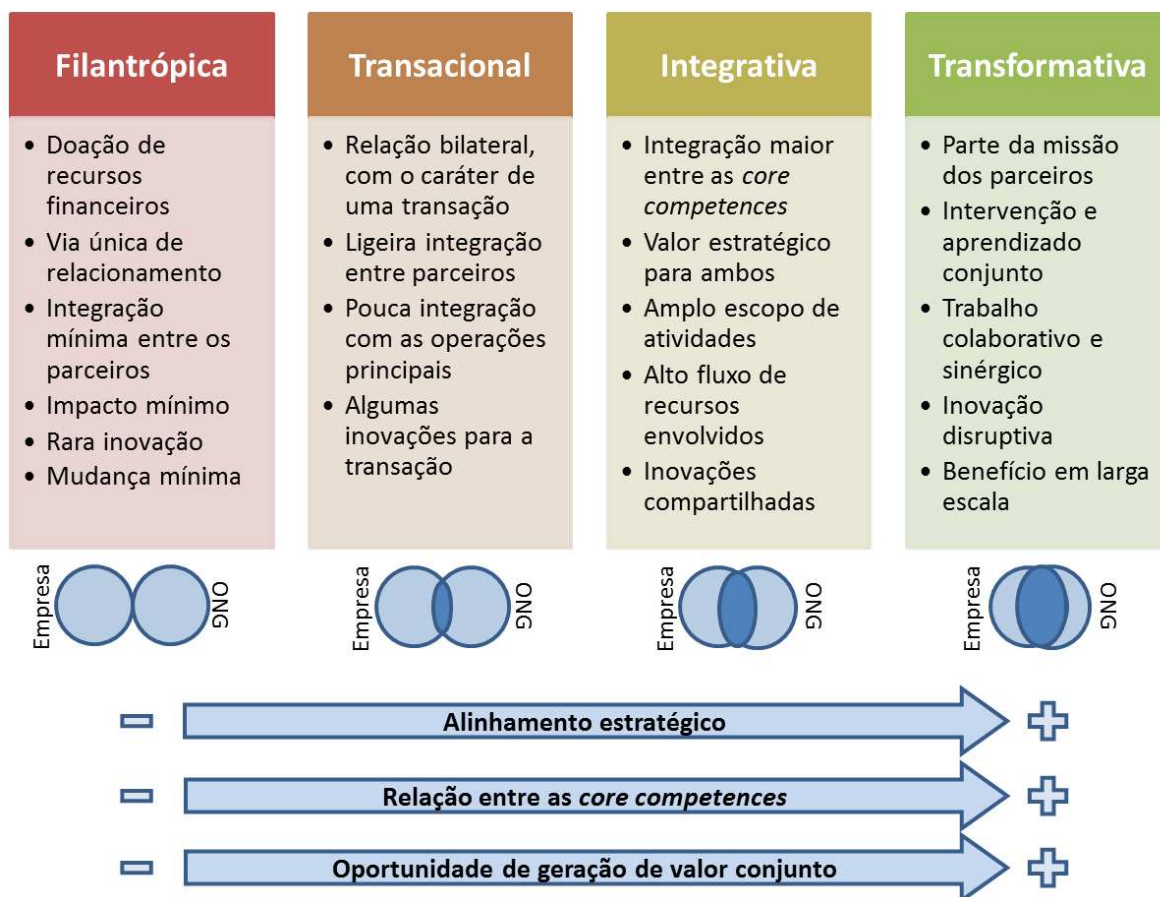 Filantrópica
• Doação de
recursos
financeiros
• Via única de
relacionamento
• Integração
mínima entre os
parceiros
• Impacto mínimo
• Rara inovação
• Mudança mínima
Transacional
• Relação bilateral,
com o caráter de
uma transação
• Ligeira integração
entre parceiros
• Pouca integração
com as operações
principais
• Algumas
inovações para a
transação
Integrativa
• Integração maior
entre as core
competences
• Valor estratégico
para ambos
• Amplo escopo de
atividades
• Alto fluxo de
recursos
envolvidos
• Inovações
compartilhadas
Transformativa
• Parte da missão
dos parceiros
• Intervenção e
aprendizado
conjunto
• Trabalho
colaborativo e
sinérgico
• Inovação
disruptiva
• Benefício em larga
escala
Empresa
ONG
Empresa
ONG
Empresa
ONG
Empresa
ONG
Alinhamento estratégico
Relação entre as core competences
Oportunidade de geração de valor conjunto